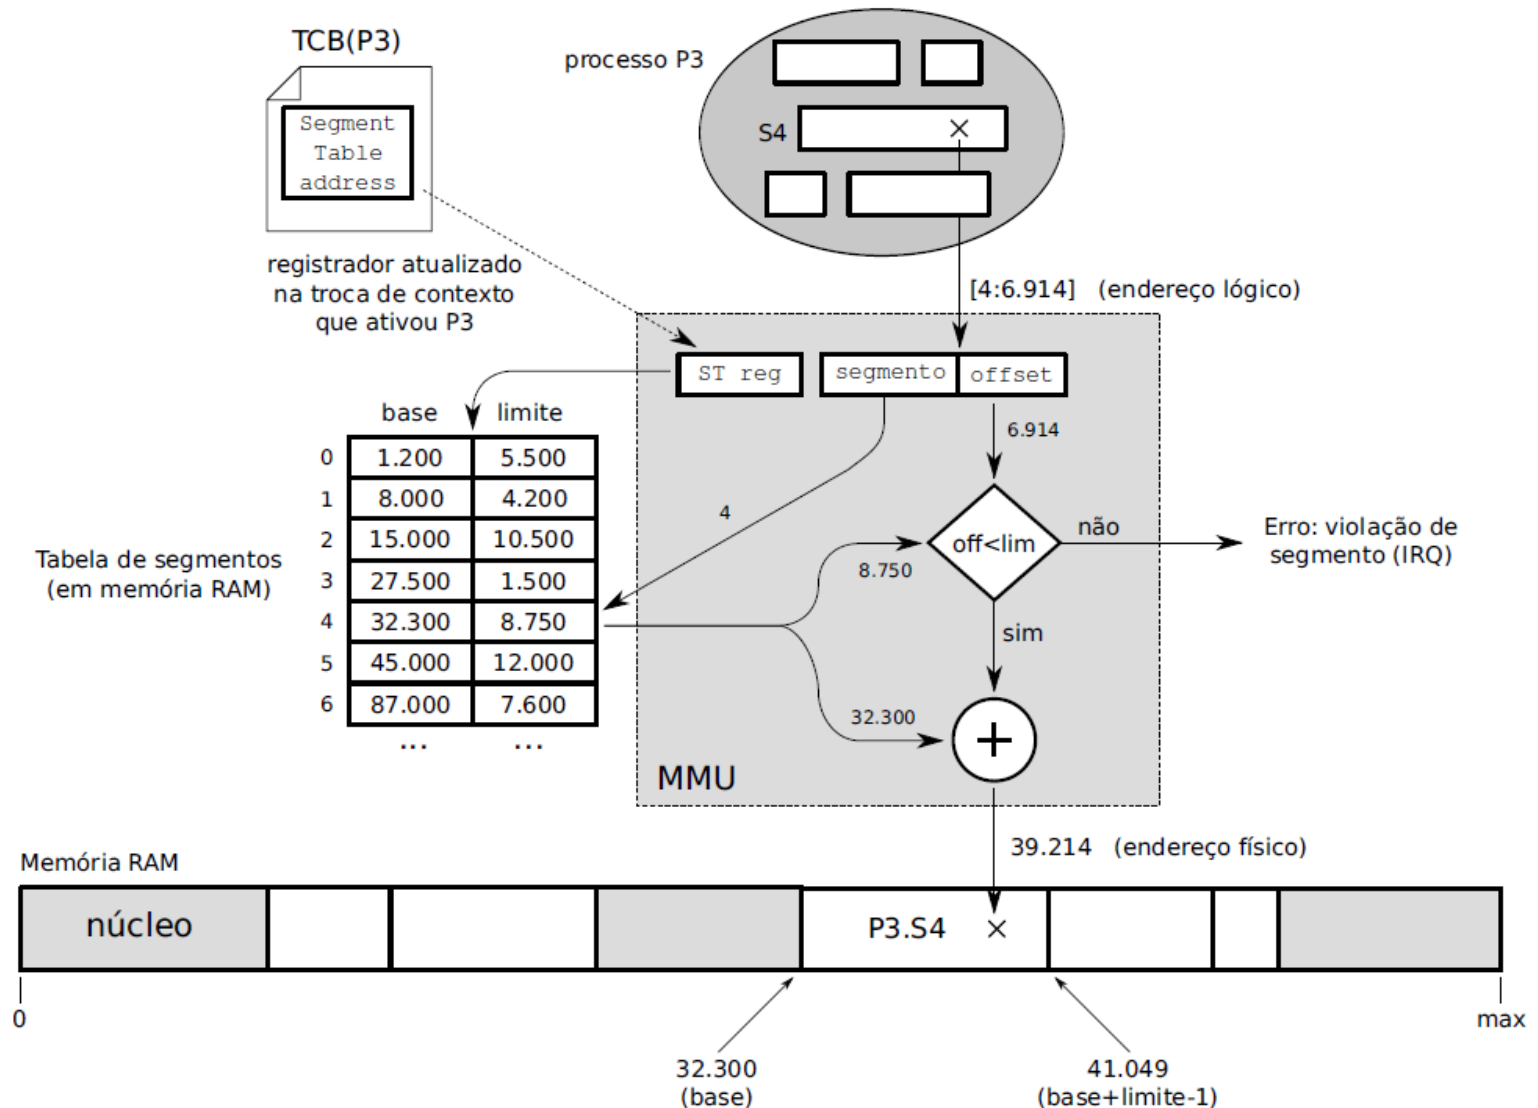 TCB(P3)
Segment
Table
address
registrador atualizado
na troca de contexto
que ativou P3
processo P3
S4
[4:6.914] (endereço lógico)
ST reg
segmento
offset
6.914
base limite
0 1.200 5.500
1 8.000 4.200
2 15.000 10.500
3 27.500 1.500
4 32.300 8.750
5 45.000 12.000
6 87.000 7.600
... ...
Tabela de segmentos
(em memória RAM)
4
8.750
off<lim
não
Erro: violação de
segmento (IRQ)
sim
32.300
+
MMU
39.214 (endereço físico)
Memória RAM
núcleo
P3.S4
0
max
32.300
(base)
41.049
(base+limite-1)